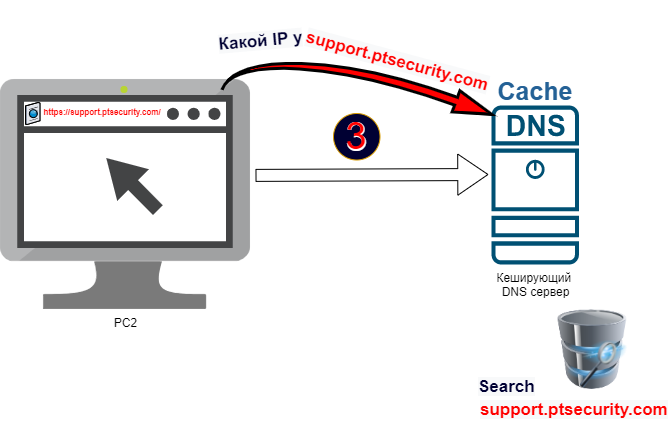 Какой IP у support.ptsecurity.com
Cache
https://support.ptsecurity.com/
DNS
3
Кеширующий
DNS сервер
PC2
Search
support.ptsecurity.com